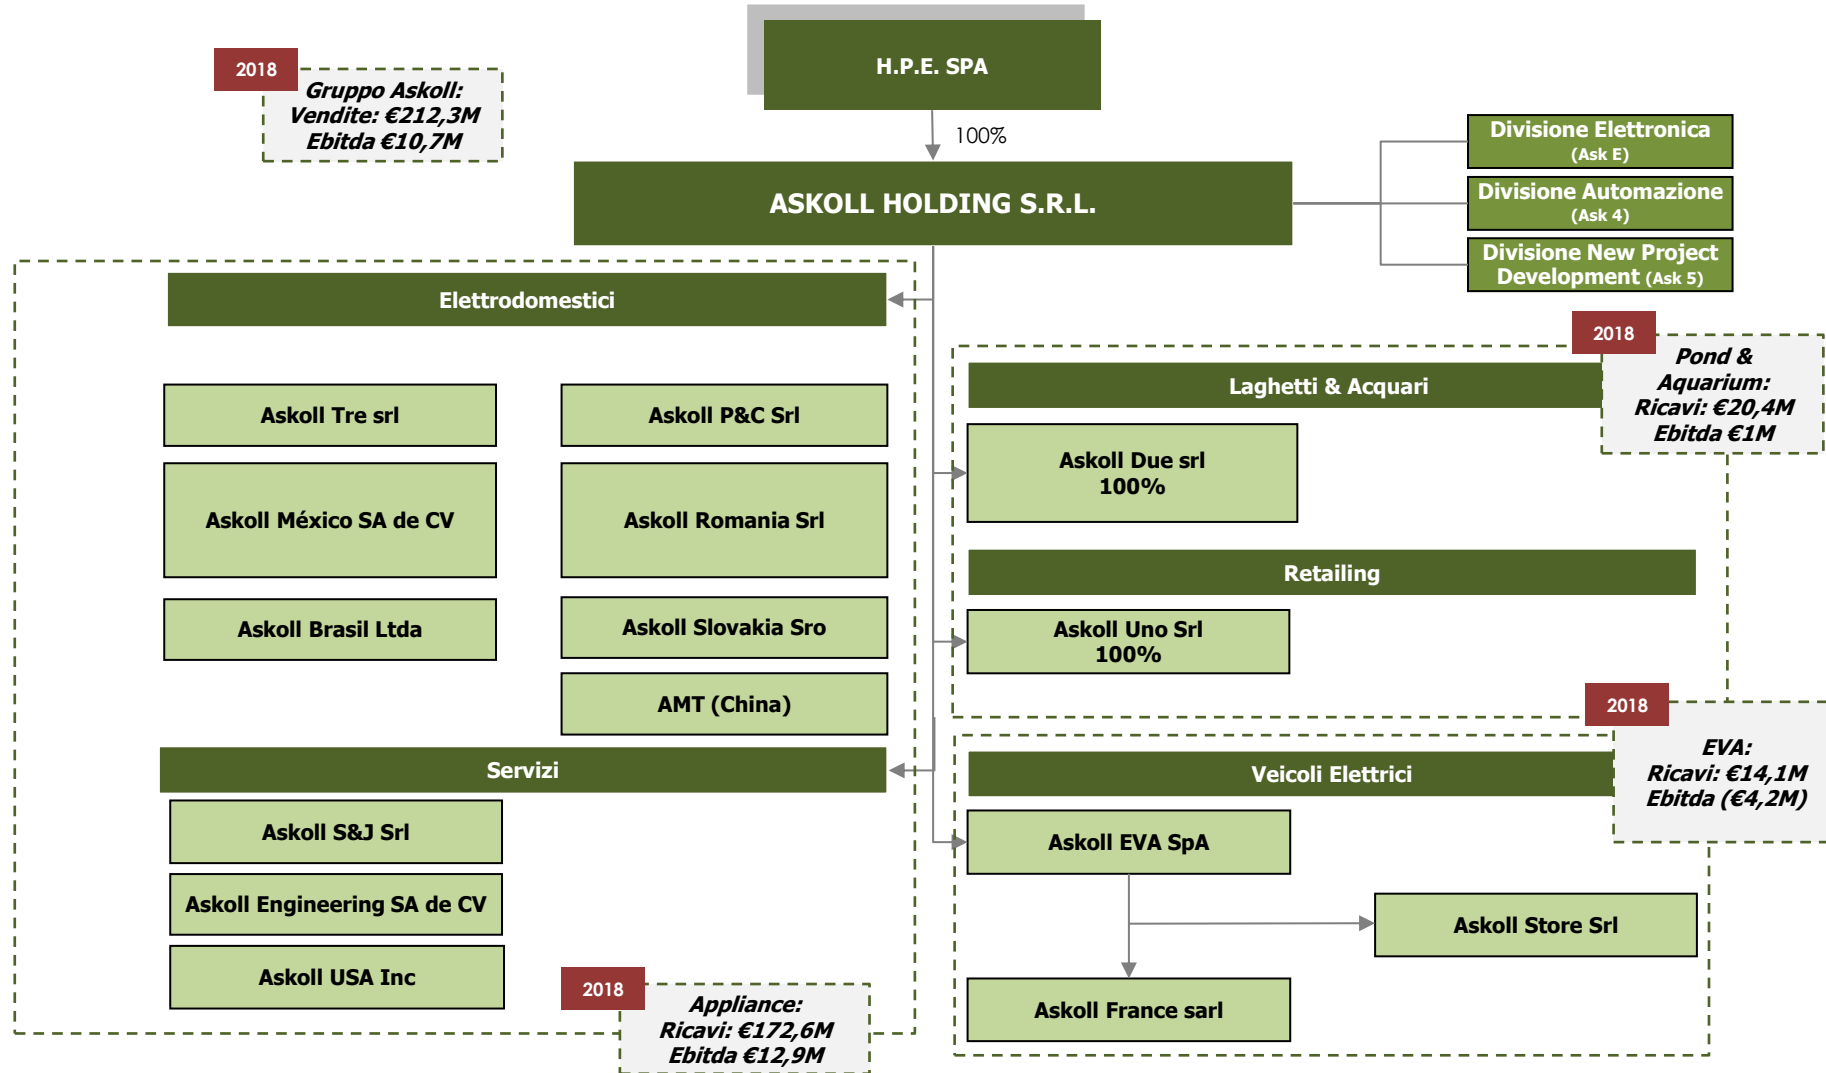 H.P.E. SPA
2018
Gruppo Askoll:
Vendite: €212,3M
Ebitda €10,7M
100%
ASKOLL HOLDING S.R.L.
Divisione Elettronica
(Ask E)
Divisione Automazione
(Ask 4)
Divisione New Project
Development (Ask 5)
Elettrodomestici
Askoll Tre srl
Askoll P&C Srl
Askoll México SA de CV
Askoll Romania Srl
Askoll Brasil Ltda
Askoll Slovakia Sro
AMT (China)
Servizi
Askoll S&J Srl
Askoll Engineering SA de CV
Askoll USA Inc
2018
Appliance:
Ricavi: €172,6M
Ebitda €12,9M
2018
Pond &
Aquarium:
Ricavi: €20,4M
Ebitda €1M
Laghetti & Acquari
Askoll Due srl
100%
Retailing
Askoll Uno Srl
100%
2018
EVA:
Ricavi: €14,1M
Ebitda (€4,2M)
Veicoli Elettrici
Askoll EVA SpA
Askoll Store Srl
Askoll France sarl